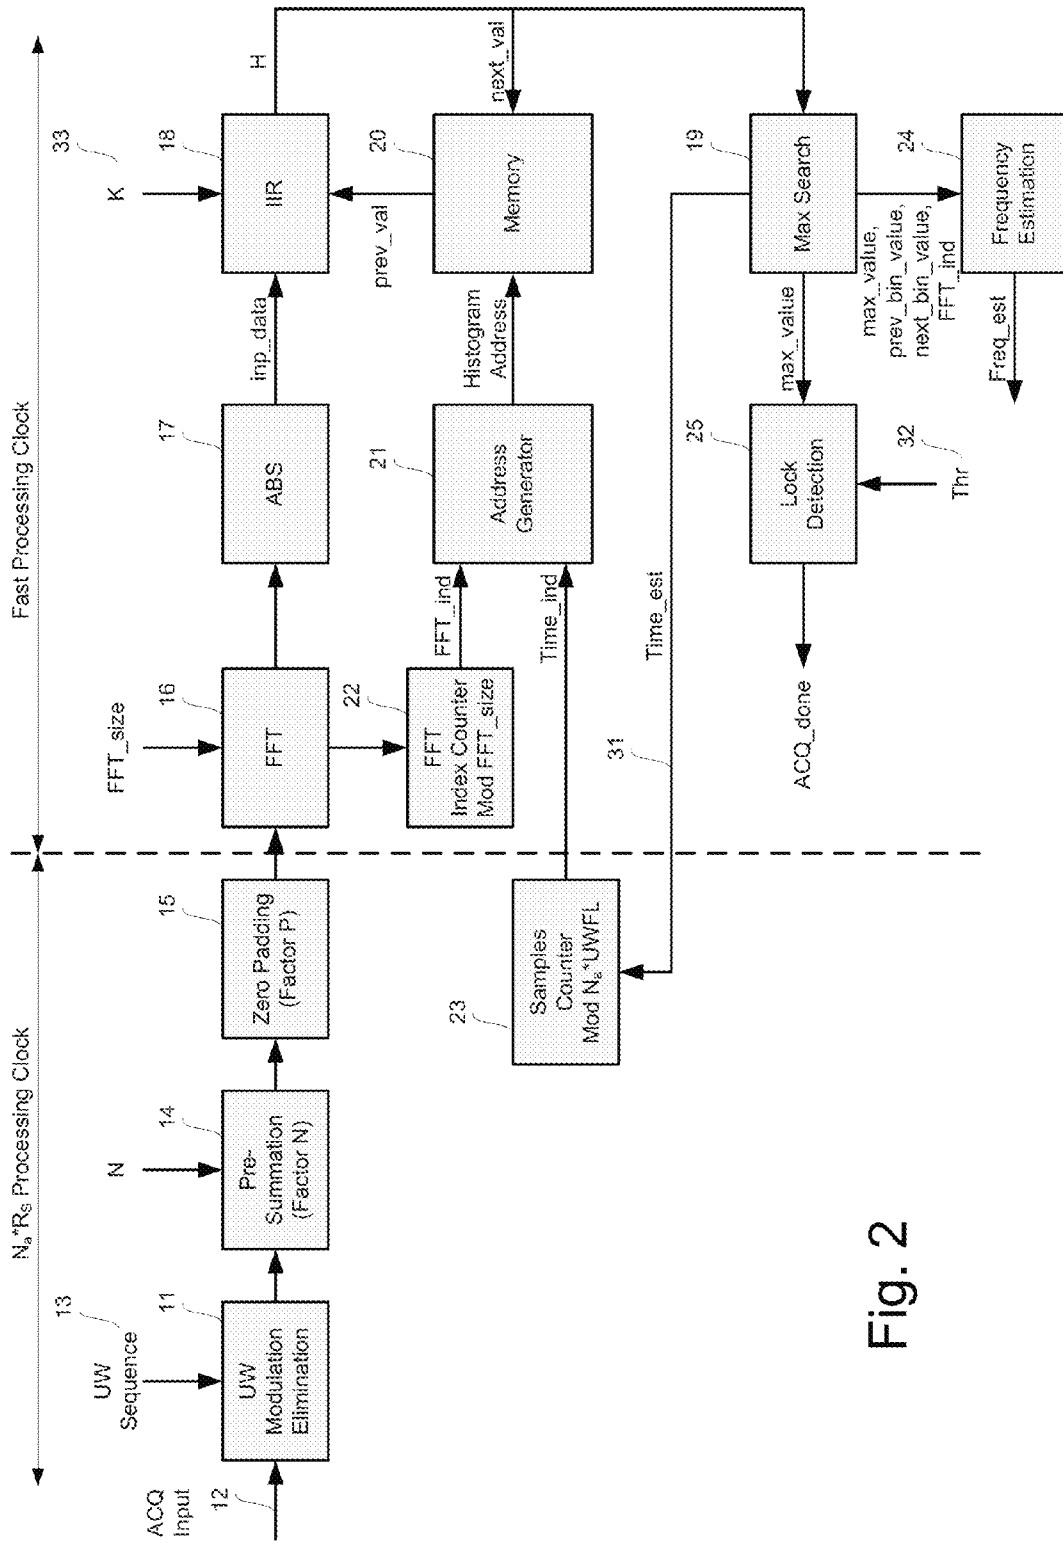 Nₐ*R_S Processing Clock
Fast Processing Clock
UW
Sequence
13
N
FFT_size
K
33
H
ACQ
Input
12
UW
Modulation
Elimination
11
Pre-
Summation
(Factor N)
14
Zero Padding
(Factor P)
15
FFT
16
ABS
17
inp_data
IIR
18
FFT
Index Counter
Mod FFT_size
22
FFT_ind
Time_ind
Address
Generator
21
Histogram
Address
prev_val
Memory
20
next_val
Samples
Counter
Mod Nₐ*UWFL
23
31
Time_est
ACQ_done
Lock
Detection
25
Thr
32
max_value
Max Search
19
max_value,
prev_bin_value,
next_bin_value,
FFT_ind
Freq_est
Frequency
Estimation
24
Fig. 2